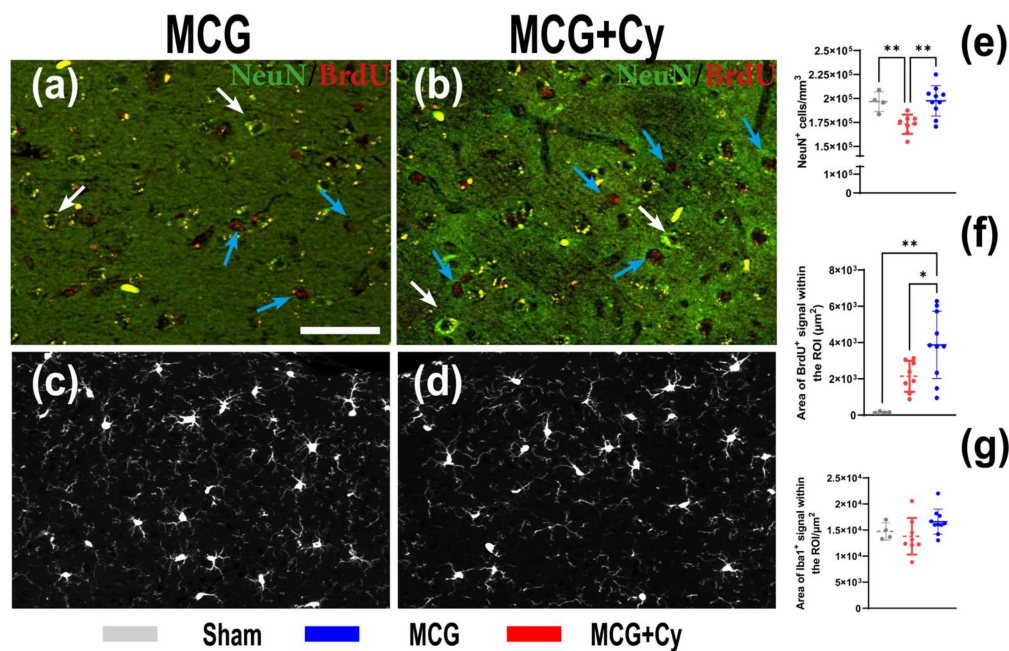 MCG
MCG+Cy
(a)
NeuN/BrdU
(b)
NeuN/BrdU
(c)
(d)
(e)
NeuN⁺ cells/mm³
2.5×10⁵
2.25×10⁵
2×10⁵
1.75×10⁵
1.5×10⁵
1×10⁵
0
** **
(f)
Area of BrdU⁺ signal within
the ROI (µm²)
8×10³
6×10³
4×10³
2×10³
0
**
*
(g)
Area of Iba1⁺ signal within
the ROI/µm²
2.5×10⁴
2×10⁴
1.5×10⁴
1×10⁴
5×10³
0
Sham MCG MCG+Cy